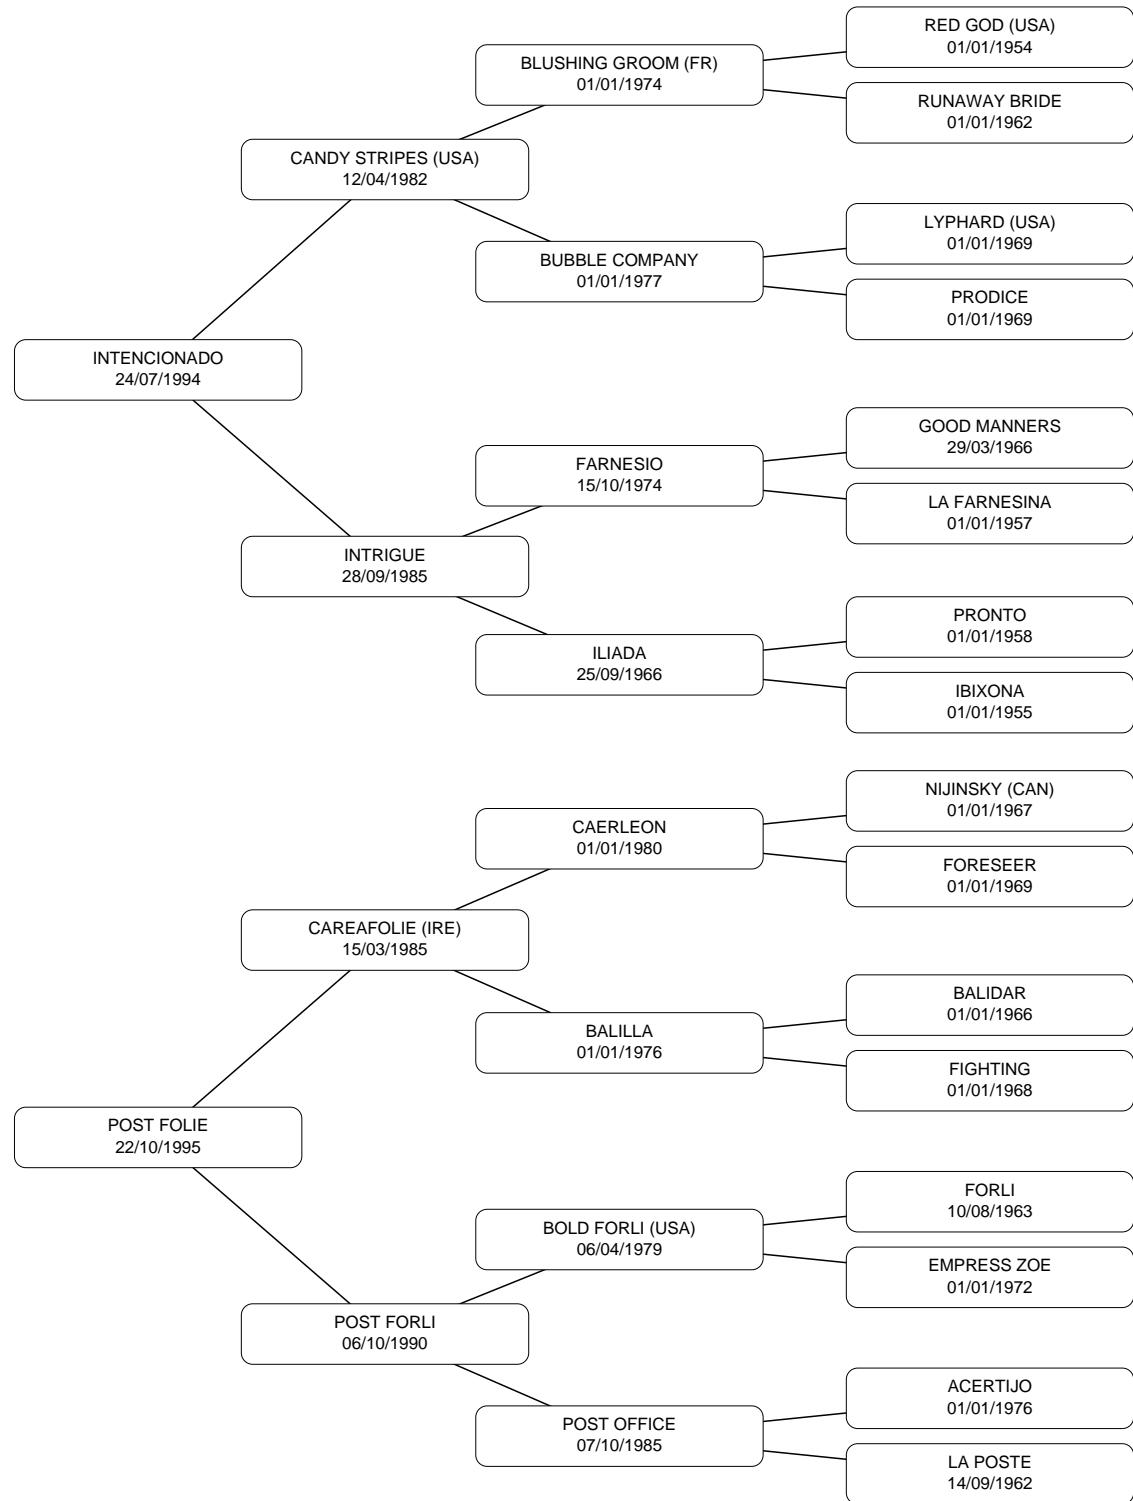 RED GOD (USA)
01/01/1954
BLUSHING GROOM (FR)
01/01/1974
RUNAWAY BRIDE
01/01/1962
CANDY STRIPES (USA)
12/04/1982
LYPHARD (USA)
01/01/1969
BUBBLE COMPANY
01/01/1977
PRODICE
01/01/1969
INTENCIONADO
24/07/1994
GOOD MANNERS
29/03/1966
FARNESIO
15/10/1974
LA FARNESINA
01/01/1957
INTRIGUE
28/09/1985
PRONTO
01/01/1958
ILIADA
25/09/1966
IBIXONA
01/01/1955
NIJINSKY (CAN)
01/01/1967
CAERLEON
01/01/1980
FORESEER
01/01/1969
CAREAFOLIE (IRE)
15/03/1985
BALIDAR
01/01/1966
BALILLA
01/01/1976
FIGHTING
01/01/1968
POST FOLIE
22/10/1995
FORLI
10/08/1963
BOLD FORLI (USA)
06/04/1979
EMPRESS ZOE
01/01/1972
POST FORLI
06/10/1990
ACERTIJO
01/01/1976
POST OFFICE
07/10/1985
LA POSTE
14/09/1962